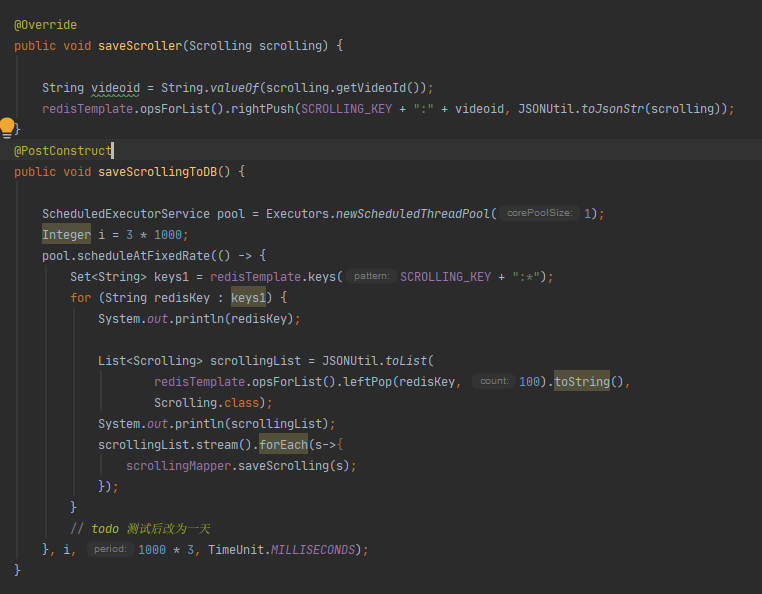 @Override
public void saveScroller(Scrolling scrolling) {
String videoid = String.valueOf(scrolling.getVideoId());
redisTemplate.opsForList().rightPush(SCROLLING_KEY + ":" + videoid, JSONUtil.toJsonStr(scrolling));
}
@PostConstruct
public void saveScrollingToDB() {
ScheduledExecutorService pool = Executors.newScheduledThreadPool( corePoolSize: 1);
Integer i = 3 * 1000;
pool.scheduleAtFixedRate(() -> {
Set<String> keys1 = redisTemplate.keys( pattern: SCROLLING_KEY + ":*");
for (String redisKey : keys1) {
System.out.println(redisKey);
List<Scrolling> scrollingList = JSONUtil.toList(
redisTemplate.opsForList().leftPop(redisKey, count: 100).toString(),
Scrolling.class);
System.out.println(scrollingList);
scrollingList.stream().forEach(s->{
scrollingMapper.saveScrolling(s);
});
}
// todo 测试后改为一天
}, i, period: 1000 * 3, TimeUnit.MILLISECONDS);
}